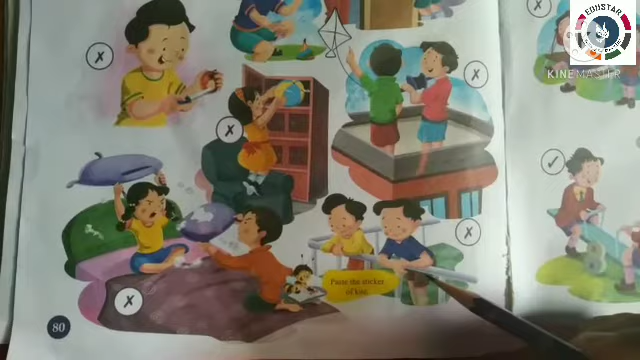 EDUSTAR
KINEMASTER
Paste the sticker
of kite.
80